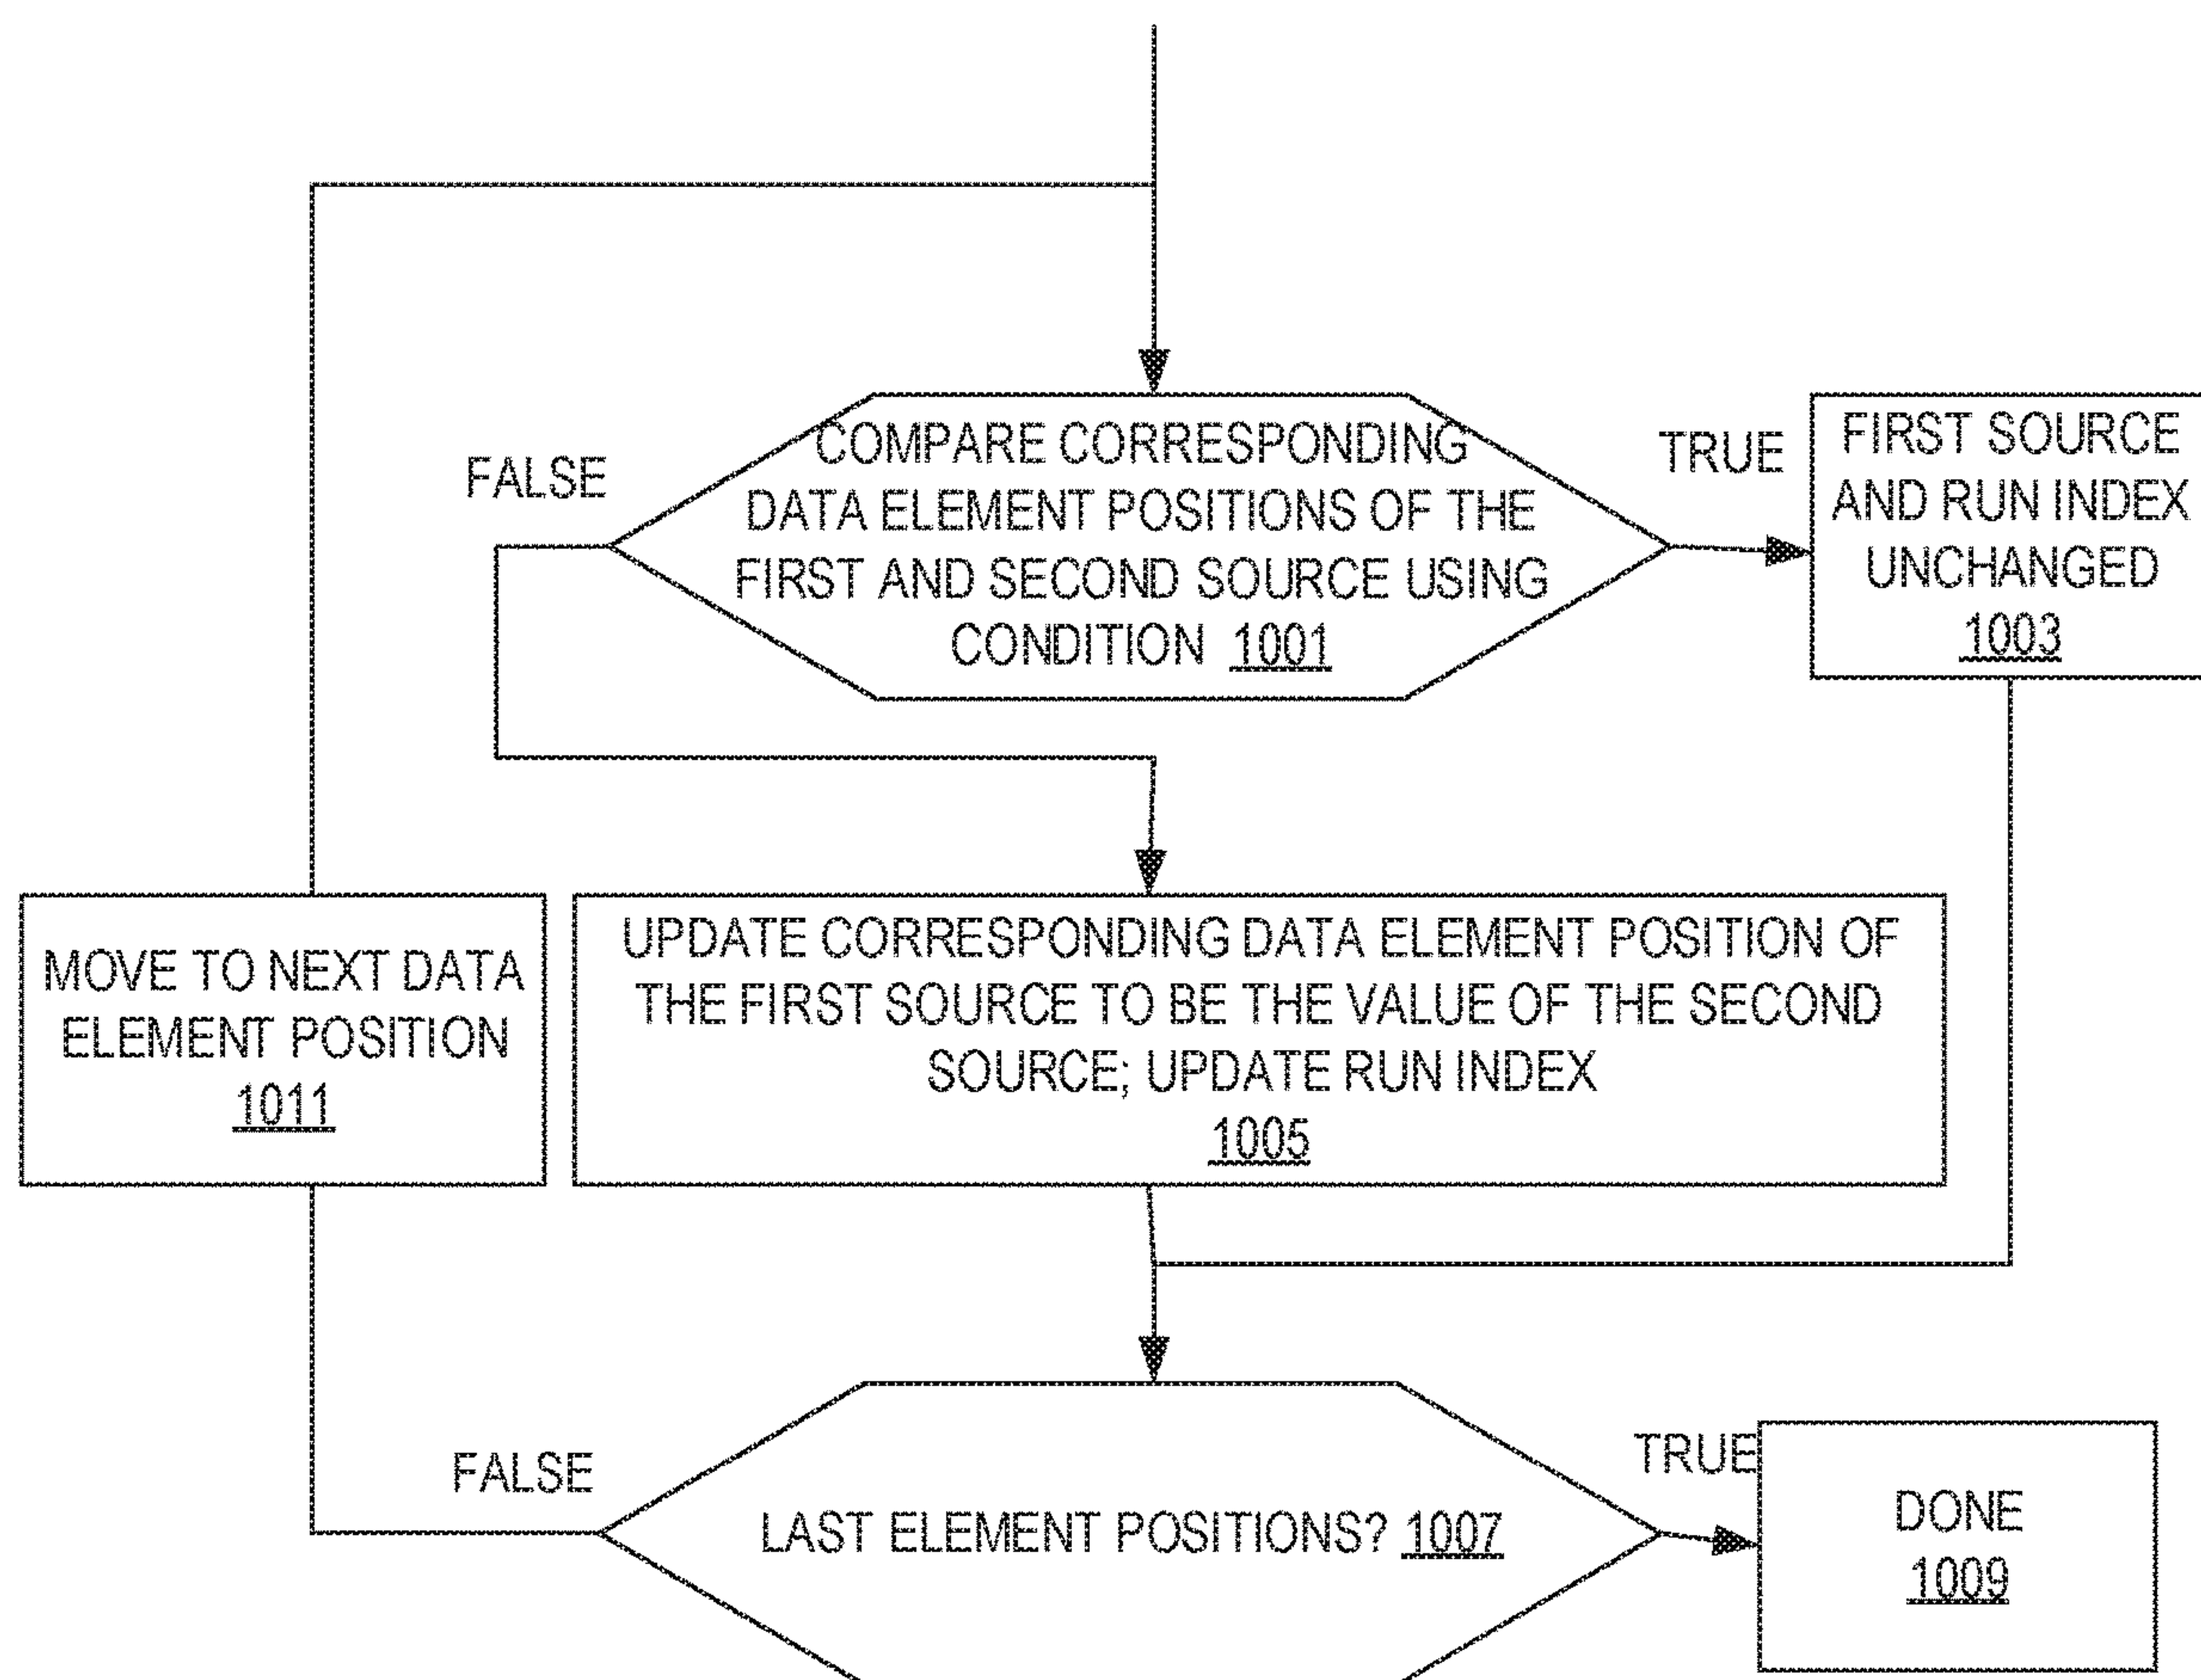 FALSE
COMPARE CORRESPONDING
DATA ELEMENT POSITIONS OF THE
FIRST AND SECOND SOURCE USING
CONDITION 1001
TRUE
FIRST SOURCE
AND RUN INDEX
UNCHANGED
1003
MOVE TO NEXT DATA
ELEMENT POSITION
1011
UPDATE CORRESPONDING DATA ELEMENT POSITION OF
THE FIRST SOURCE TO BE THE VALUE OF THE SECOND
SOURCE; UPDATE RUN INDEX
1005
FALSE
LAST ELEMENT POSITIONS? 1007
TRUE
DONE
1009